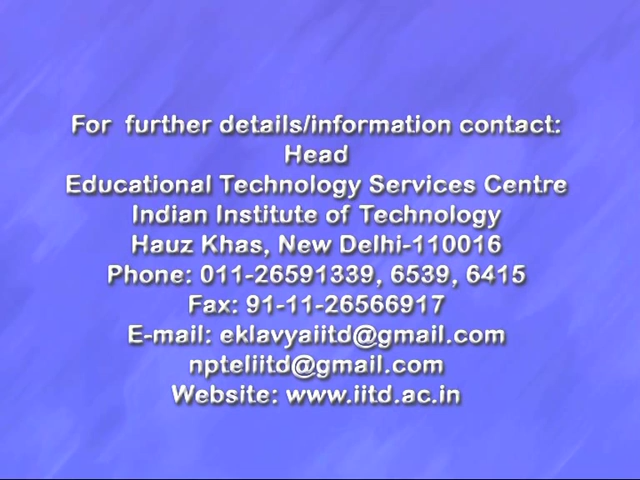 For further details/information contact:
Head
Educational Technology Services Centre
Indian Institute of Technology
Hauz Khas, New Delhi-110016
Phone: 011-26591339, 6539, 6415
Fax: 91-11-26566917
E-mail: eklavyaiitd@gmail.com
npteliitd@gmail.com
Website: www.iitd.ac.in